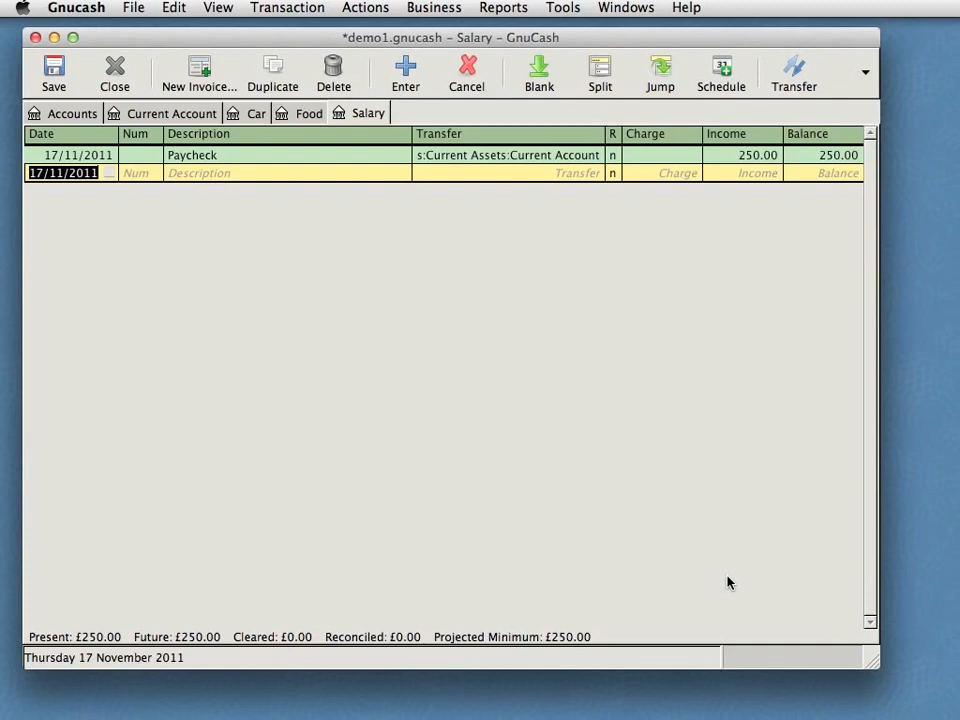 Gnucash File Edit View Transaction Actions Business Reports Tools Windows Help
*demo1.gnucash – Salary – GnuCash
Save Close New Invoice... Duplicate Delete Enter Cancel Blank Split Jump Schedule Transfer
31
Accounts Current Account Car Food Salary
Date Num Description Transfer R Charge Income Balance
17/11/2011 Paycheck s:Current Assets:Current Account n 250.00 250.00
17/11/2011 Num Description Transfer n Charge Income Balance
Present: £250.00 Future: £250.00 Cleared: £0.00 Reconciled: £0.00 Projected Minimum: £250.00
Thursday 17 November 2011